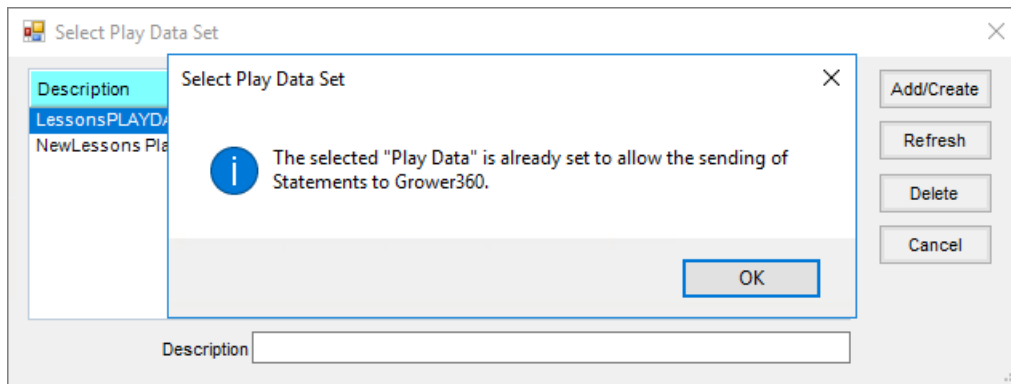 Select Play Data Set
Select Play Data Set
Description
LessonsPLAYDA
NewLessons Pla
The selected "Play Data" is already set to allow the sending of
Statements to Grower360.
OK
Add/Create
Refresh
Delete
Cancel
Description